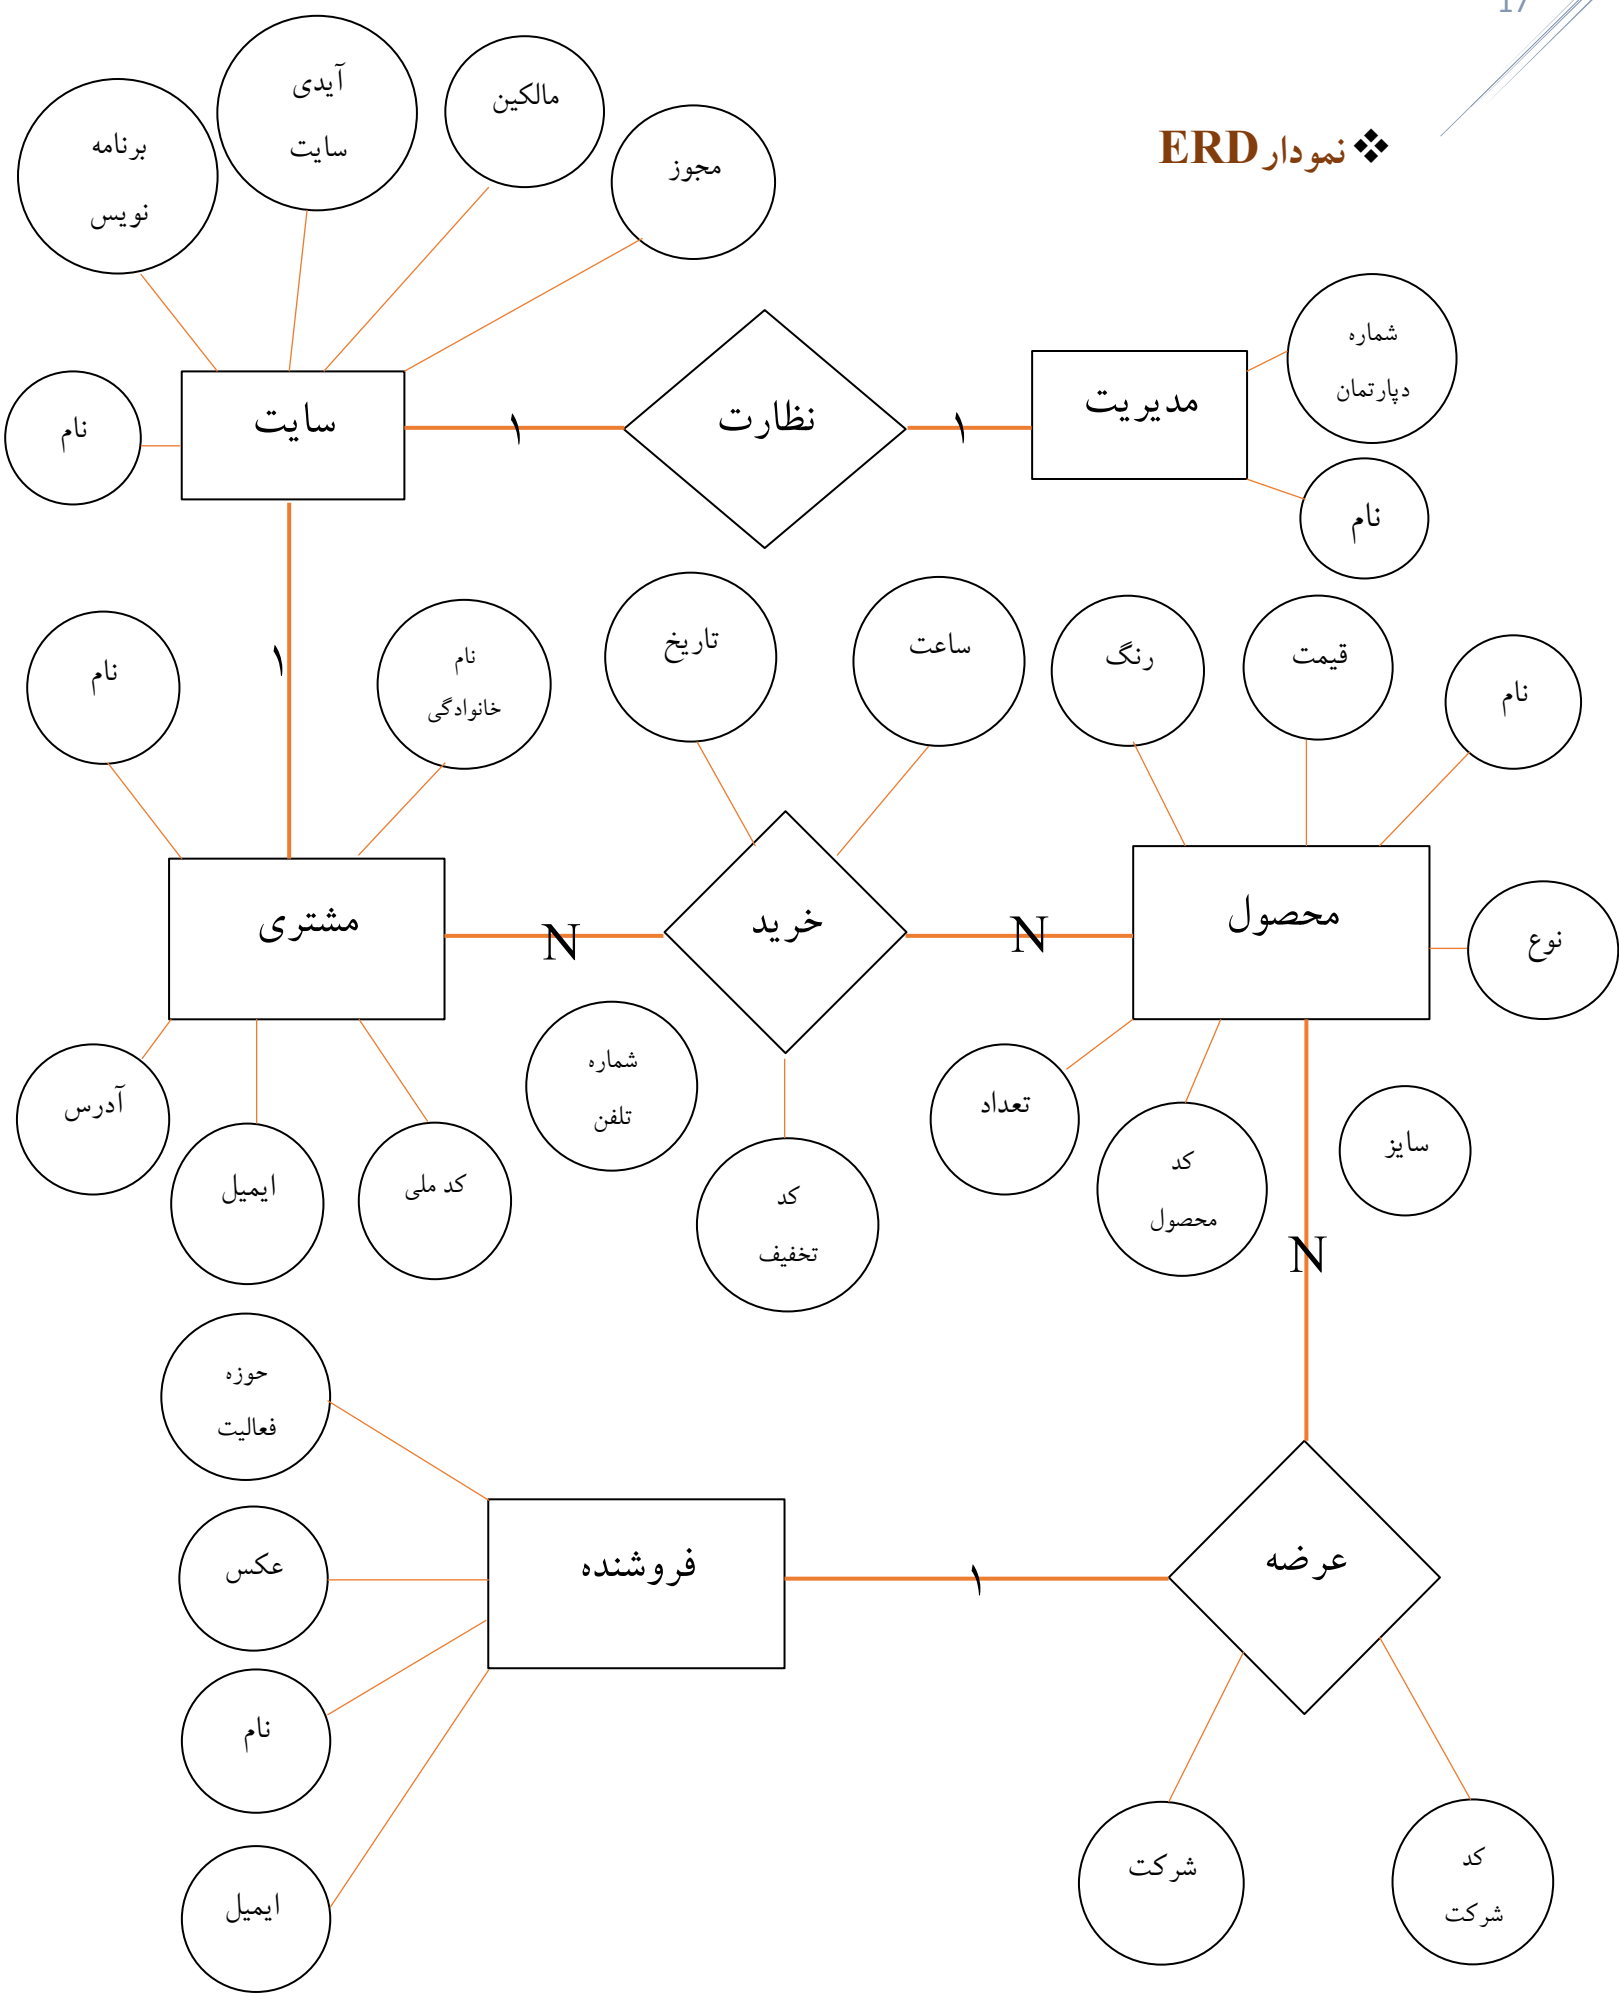 17
❖ نمودار ERD
برنامه
نویس
آیدی
سایت
مالکین
مجوز
نام
سایت
۱
نظارت
۱
مدیریت
شماره
دپارتمان
نام
۱
نام
نام
خانوادگی
تاریخ
ساعت
رنگ
قیمت
نام
مشتری
N
خرید
N
محصول
نوع
آدرس
ایمیل
کد ملی
شماره
تلفن
کد
تخفیف
تعداد
کد
محصول
سایز
N
حوزه
فعالیت
عکس
نام
ایمیل
فروشنده
۱
عرضه
شرکت
کد
شرکت